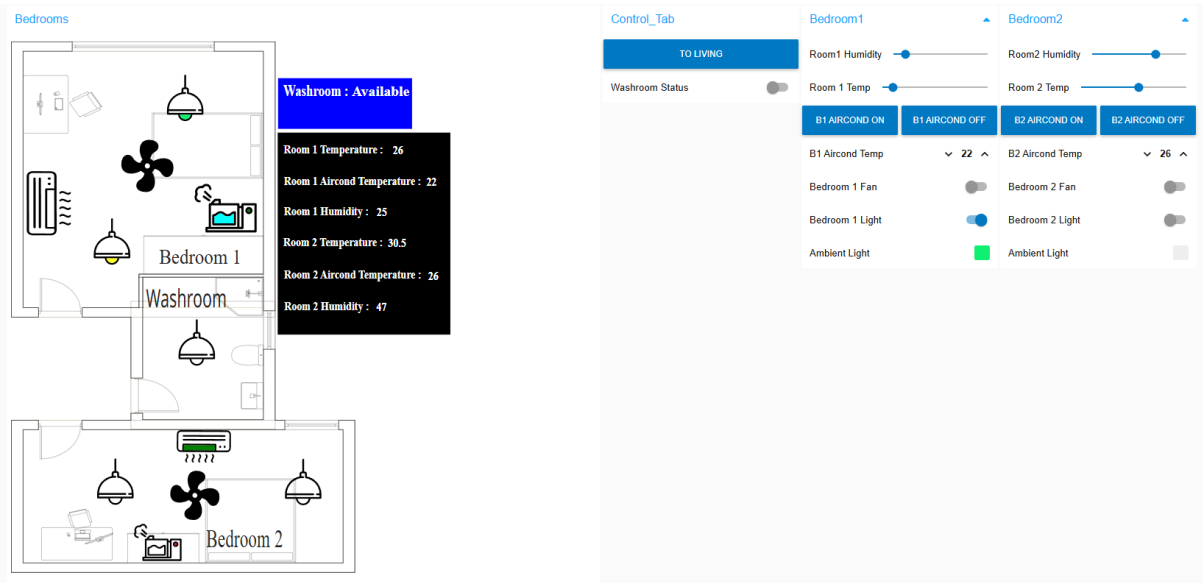 Bedrooms
Washroom : Available
Room 1 Temperature : 26
Room 1 Aircond Temperature : 22
Room 1 Humidity : 25
Room 2 Temperature : 30.5
Room 2 Aircond Temperature : 26
Room 2 Humidity : 47
Bedroom 1
Washroom
Bedroom 2
Control_Tab
TO LIVING
Washroom Status
Bedroom1
Room1 Humidity
Room 1 Temp
B1 AIRCOND ON B1 AIRCOND OFF
B1 Aircond Temp 22
Bedroom 1 Fan
Bedroom 1 Light
Ambient Light
Bedroom2
Room2 Humidity
Room 2 Temp
B2 AIRCOND ON B2 AIRCOND OFF
B2 Aircond Temp 26
Bedroom 2 Fan
Bedroom 2 Light
Ambient Light